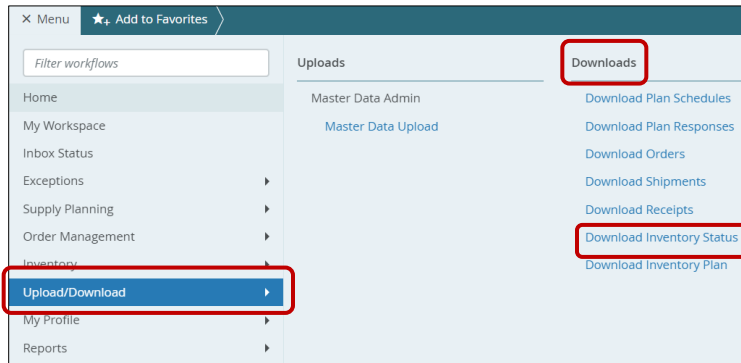 × Menu
★+ Add to Favorites
Filter workflows
Home
My Workspace
Inbox Status
Exceptions
Supply Planning
Order Management
Inventory
Upload/Download
My Profile
Reports
Uploads
Master Data Admin
Master Data Upload
Downloads
Download Plan Schedules
Download Plan Responses
Download Orders
Download Shipments
Download Receipts
Download Inventory Status
Download Inventory Plan